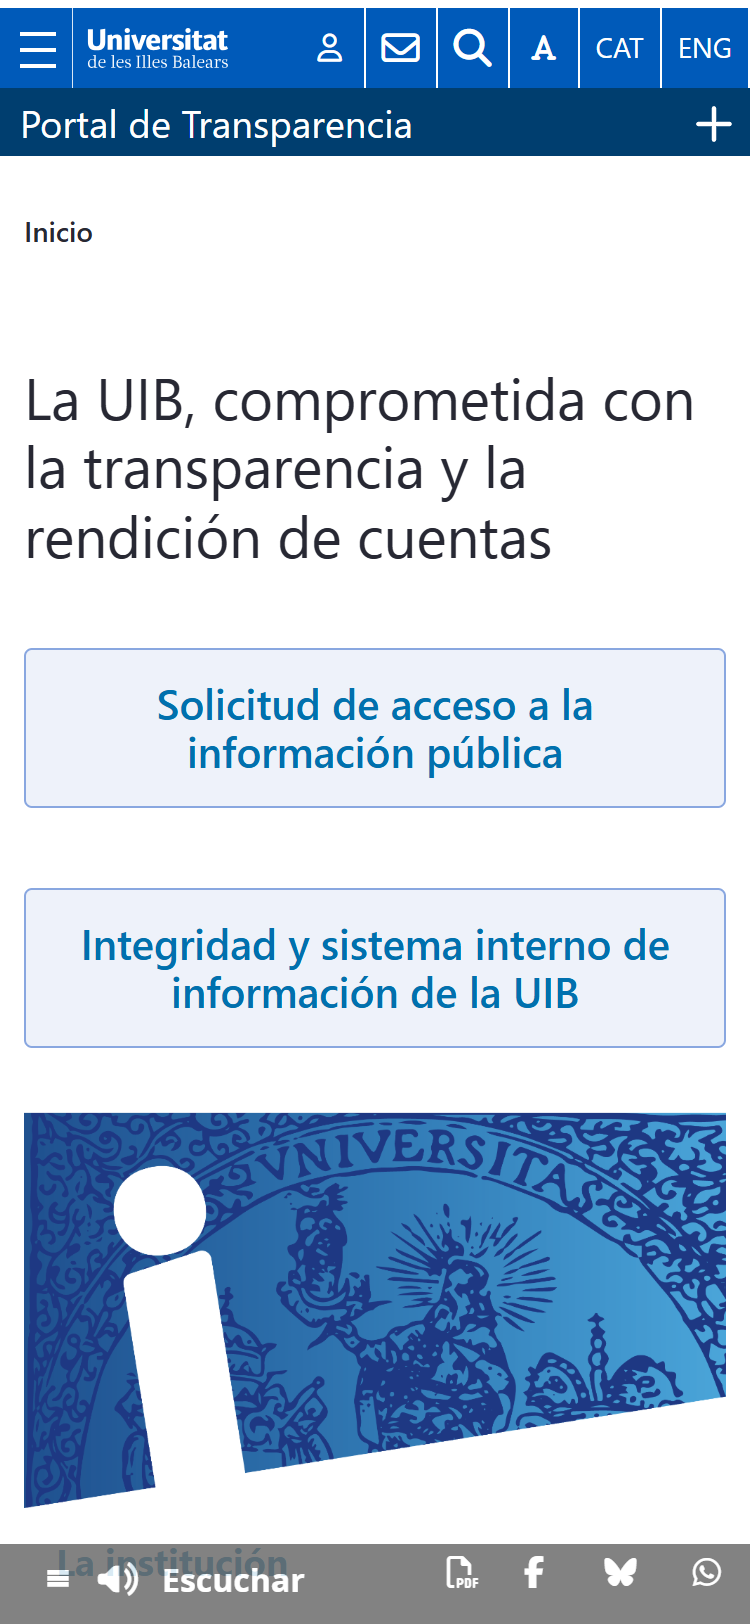 Universitat
de les Illes Balears
A
CAT
ENG
Portal de Transparencia
Inicio
La UIB, comprometida con
la transparencia y la
rendición de cuentas
Solicitud de acceso a la
información pública
Integridad y sistema interno de
información de la UIB
VNIVERSITAS
La institución
Escuchar
PDF